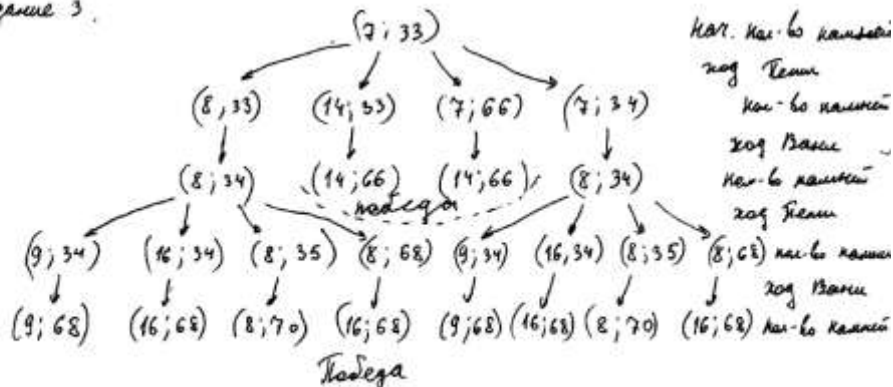 дание 3.
(7; 33) нач. кол-во камней
ход Пети
(8, 33) (14; 33) (7; 66) (7; 34) кол-во камней
ход Вани
(8; 34) (14; 66) (14; 66) (8; 34) кол-во камней
победа ход Пети
(9; 34) (16; 34) (8; 35) (8; 68) (9; 34) (16, 34) (8; 35) (8; 68) кол-во камней
ход Вани
(9; 68) (16; 68) (8; 70) (16; 68) (9; 68) (16; 68) (8; 70) (16; 68) кол-во камней
Победа